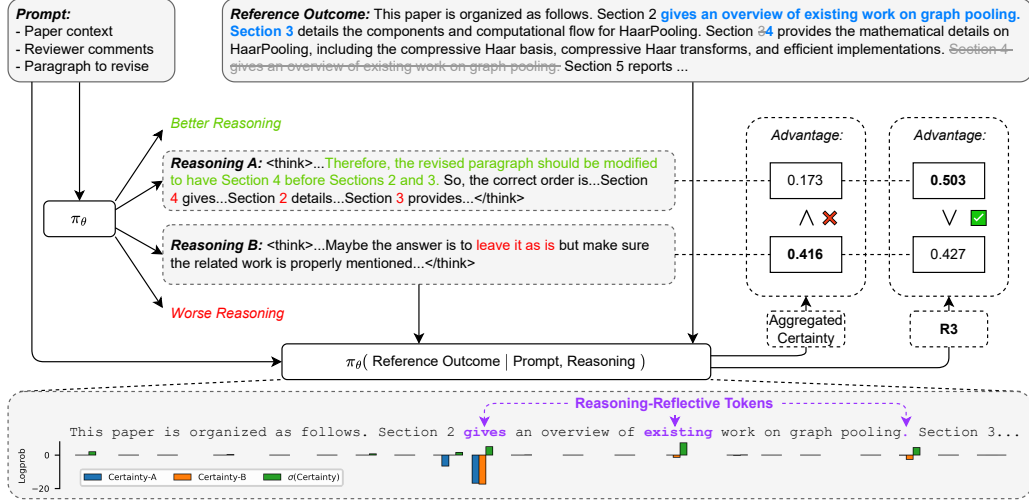 Prompt:
- Paper context
- Reviewer comments
- Paragraph to revise
Reference Outcome: This paper is organized as follows. Section 2 gives an overview of existing work on graph pooling.
Section 3 details the components and computational flow for HaarPooling. Section 34 provides the mathematical details on
HaarPooling, including the compressive Haar basis, compressive Haar transforms, and efficient implementations. Section 4
gives an overview of existing work on graph pooling. Section 5 reports ...
Better Reasoning
Reasoning A: <think>...Therefore, the revised paragraph should be modified
to have Section 4 before Sections 2 and 3. So, the correct order is...Section
4 gives...Section 2 details...Section 3 provides...</think>
πθ
Reasoning B: <think>...Maybe the answer is to leave it as is but make sure
the related work is properly mentioned...</think>
Worse Reasoning
Advantage:
0.173
∧ ❌
0.416
Aggregated
Certainty
Advantage:
0.503
∨ ✅
0.427
R3
πθ( Reference Outcome | Prompt, Reasoning )
Reasoning-Reflective Tokens
This paper is organized as follows. Section 2 gives an overview of existing work on graph pooling. Section 3...
Logprob
0
−20
Certainty-A
Certainty-B
σ(Certainty)